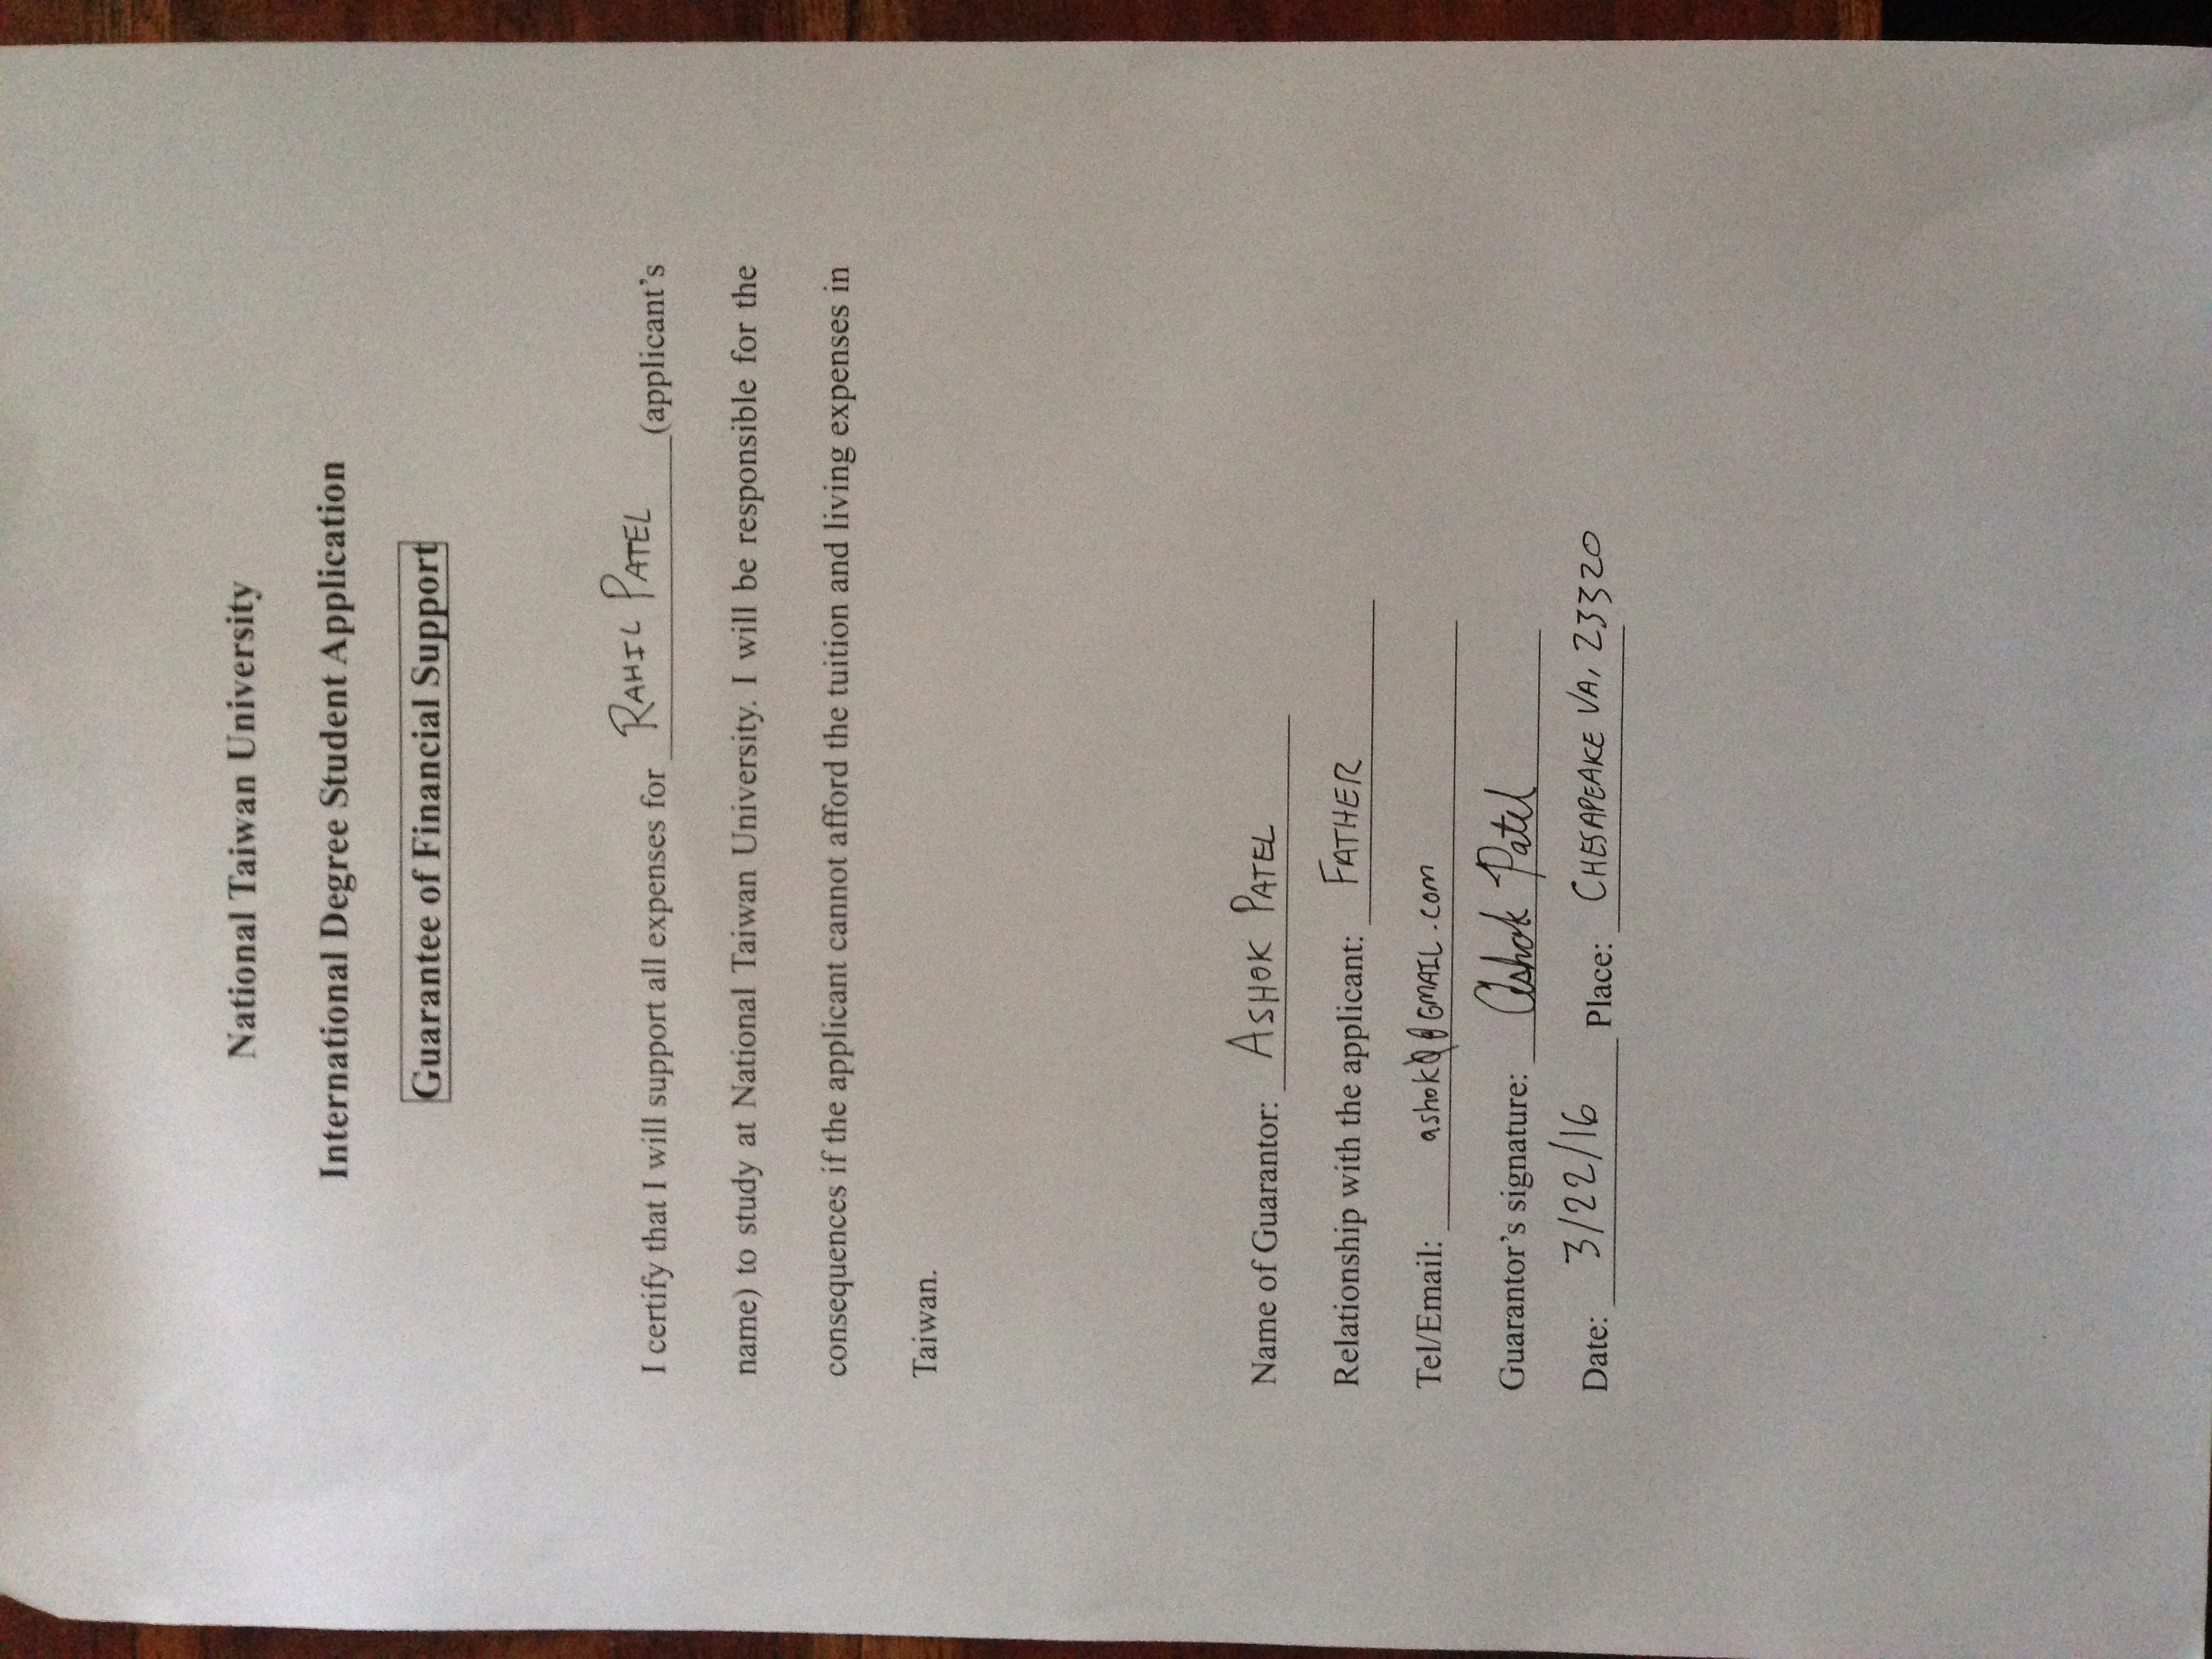 National Taiwan University
International Degree Student Application
Guarantee of Financial Support
I certify that I will support all expenses for RAHIL PATEL (applicant's
name) to study at National Taiwan University. I will be responsible for the
consequences if the applicant cannot afford the tuition and living expenses in
Taiwan.
Name of Guarantor: ASHOK PATEL
Relationship with the applicant: FATHER
Tel/Email:
Guarantor's signature: Ashok Patel
Date: 3/22/16 Place: CHESAPEAKE VA, 23320